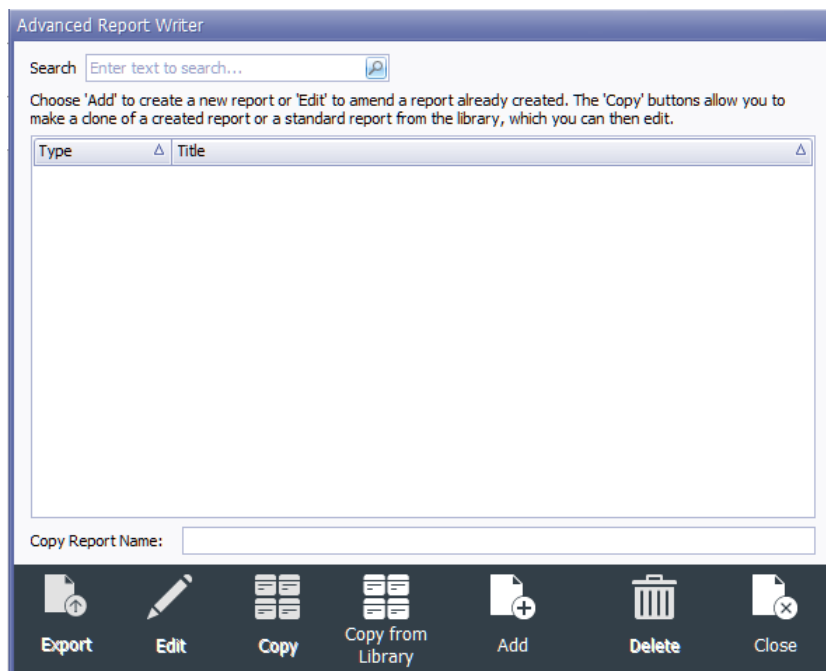 Advanced Report Writer
Search Enter text to search...
Choose 'Add' to create a new report or 'Edit' to amend a report already created. The 'Copy' buttons allow you to
make a clone of a created report or a standard report from the library, which you can then edit.
Type Title
Copy Report Name:
Export Edit Copy Copy from Library Add Delete Close